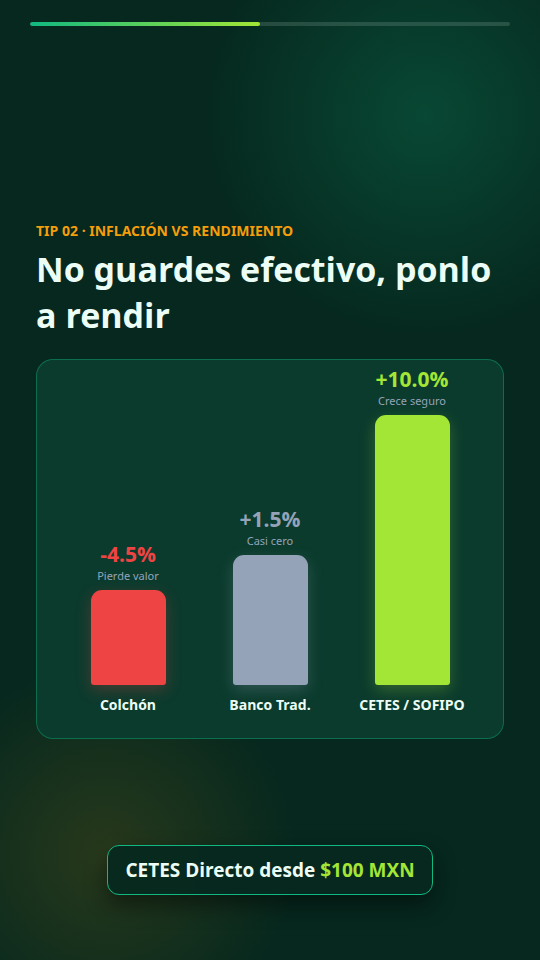 TIP 02 · INFLACIÓN VS RENDIMIENTO
No guardes efectivo, ponlo
a rendir
+10.0%
Crece seguro
+1.5%
Casi cero
-4.5%
Pierde valor
Colchón
Banco Trad.
CETES / SOFIPO
CETES Directo desde $100 MXN